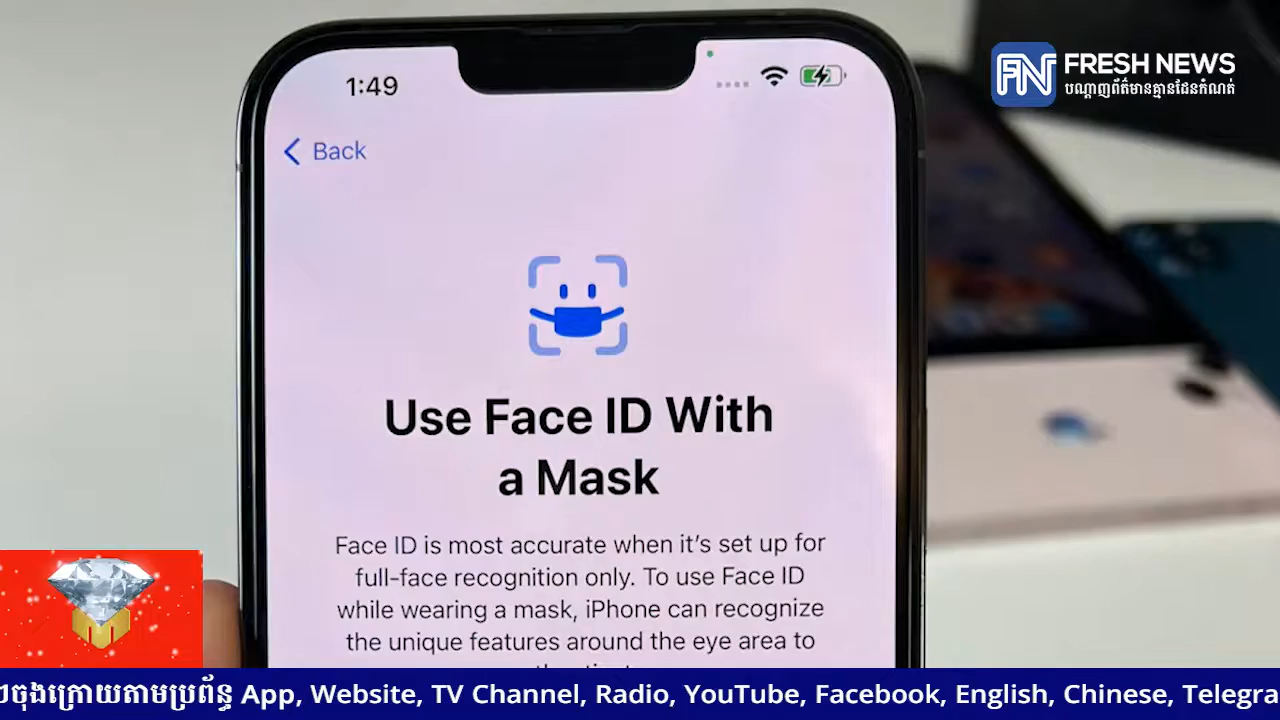 1:49
FRESH NEWS
បណ្ដាញព័ត៌មានគ្មានដែនកំណត់
Back
Use Face ID With
a Mask
Face ID is most accurate when it's set up for
full-face recognition only. To use Face ID
while wearing a mask, iPhone can recognize
the unique features around the eye area to
ចុងក្រោយតាមប្រព័ន្ធ App, Website, TV Channel, Radio, YouTube, Facebook, English, Chinese, Telegra